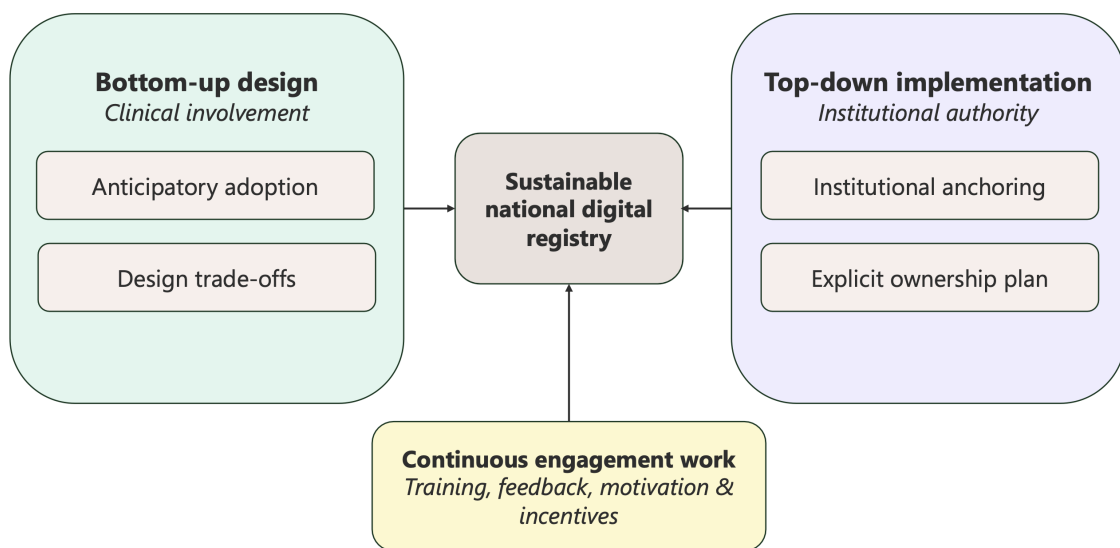 Bottom-up design
Clinical involvement
Anticipatory adoption
Design trade-offs
Sustainable
national digital
registry
Top-down implementation
Institutional authority
Institutional anchoring
Explicit ownership plan
Continuous engagement work
Training, feedback, motivation &
incentives